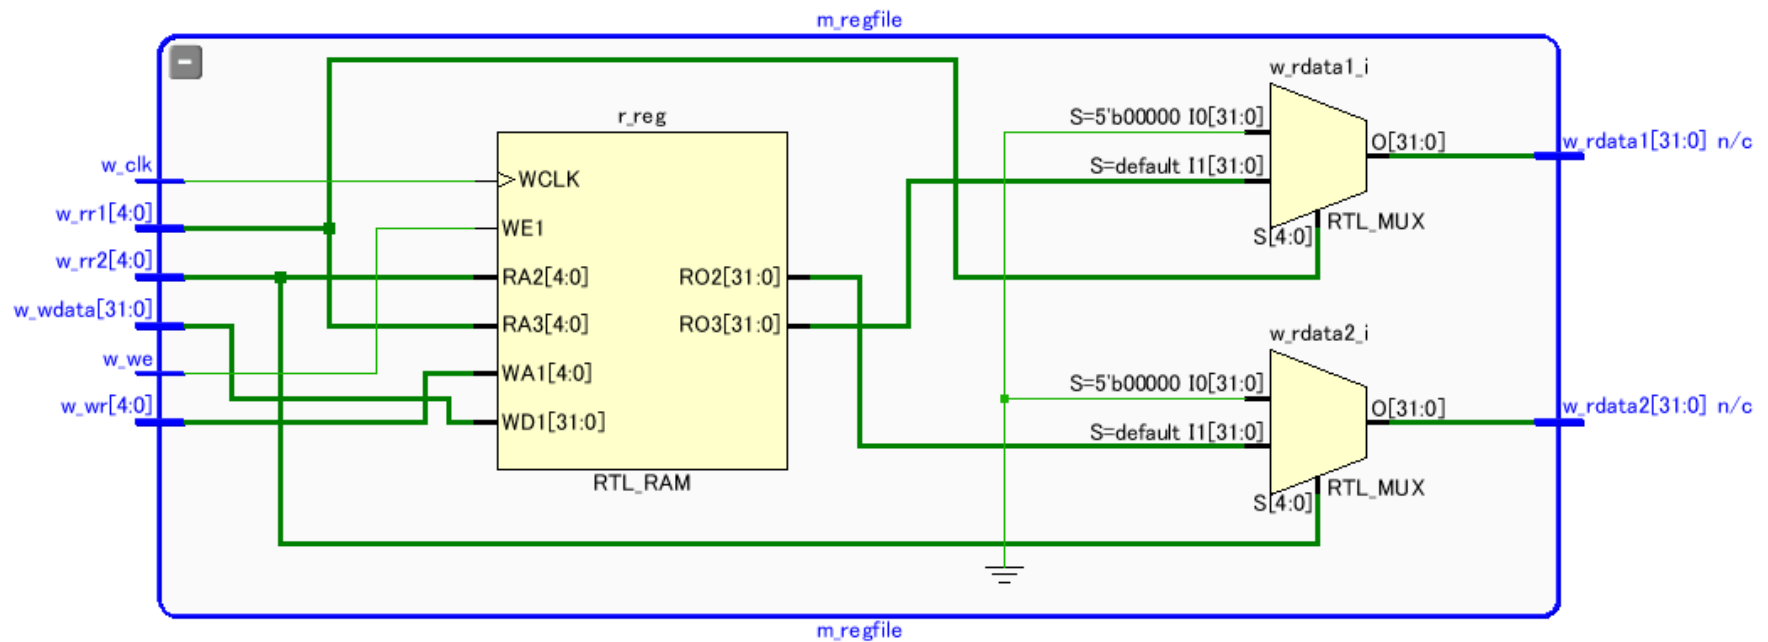 m_regfile
w_clk
w_rr1[4:0]
w_rr2[4:0]
w_wdata[31:0]
w_we
w_wr[4:0]
r_reg
WCLK
WE1
RA2[4:0]
RO2[31:0]
RA3[4:0]
RO3[31:0]
WA1[4:0]
WD1[31:0]
RTL_RAM
w_rdata1_i
S=5'b00000 I0[31:0]
S=default I1[31:0]
O[31:0]
S[4:0]
RTL_MUX
w_rdata1[31:0] n/c
w_rdata2_i
S=5'b00000 I0[31:0]
S=default I1[31:0]
O[31:0]
S[4:0]
RTL_MUX
w_rdata2[31:0] n/c
m_regfile